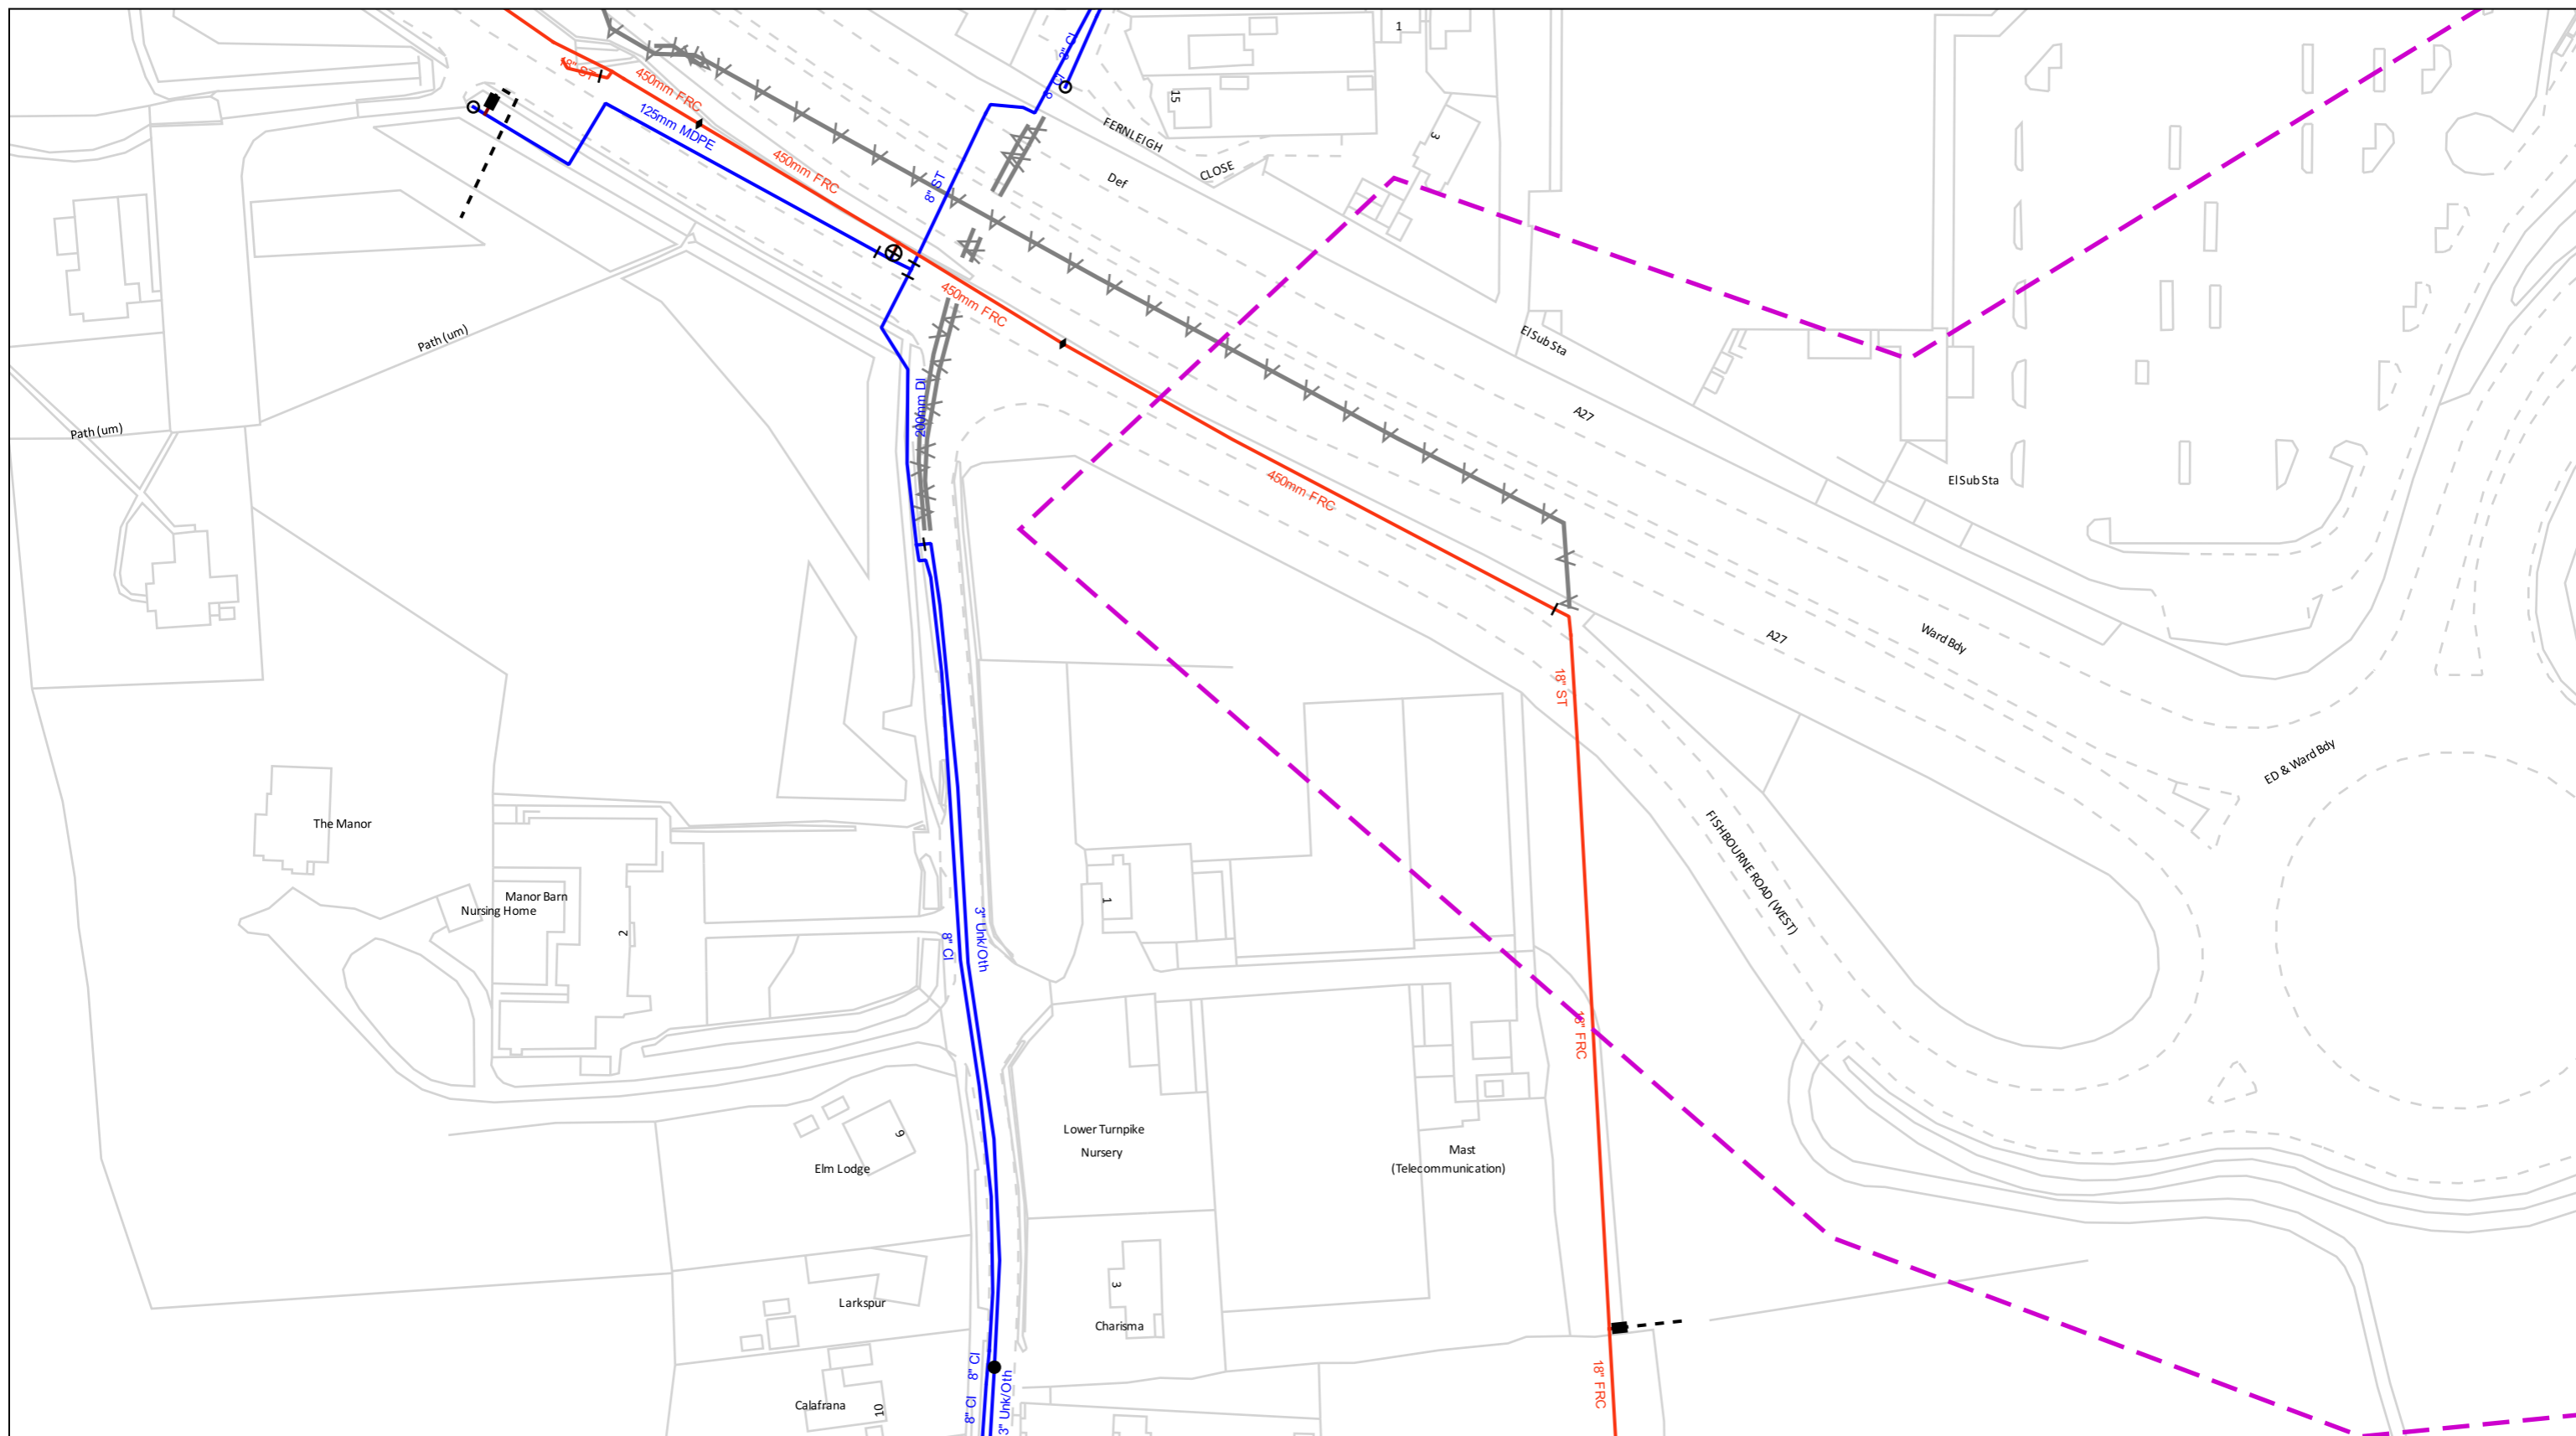 1
3" CI
18" ST
450mm FRC
125mm MDPE
15
FERNLEIGH
CLOSE
3
450mm FRC
Def
8" ST
450mm FRC
Path (um)
El Sub Sta
200mm DI
A27
Path (um)
450mm FRC
El Sub Sta
A27
Ward Bdy
18" ST
ED & Ward Bdy
The Manor
FISHBOURNE ROAD (WEST)
Manor Barn
Nursing Home
2
1
8" CI
3" Unk/Oth
18" FRC
Lower Turnpike
Nursery
9
Elm Lodge
Mast
(Telecommunication)
3
Larkspur
Charisma
8" CI
18" FRC
Calafrana
10
8" CI
3" Unk/Oth